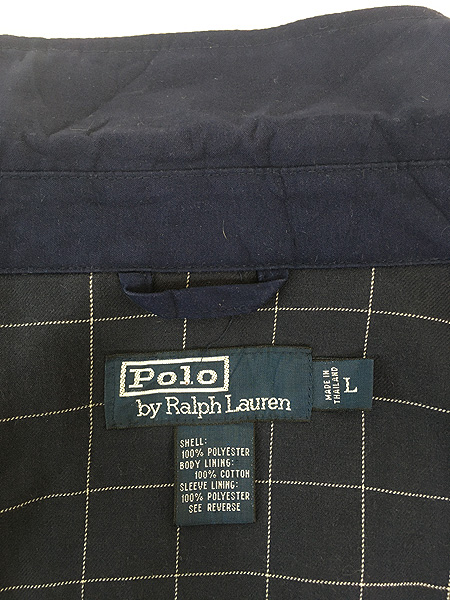 Polo
by Ralph Lauren
MADE IN
THAILAND
L
SHELL:
100% POLYESTER
BODY LINING:
100% COTTON
SLEEVE LINING:
100% POLYESTER
SEE REVERSE